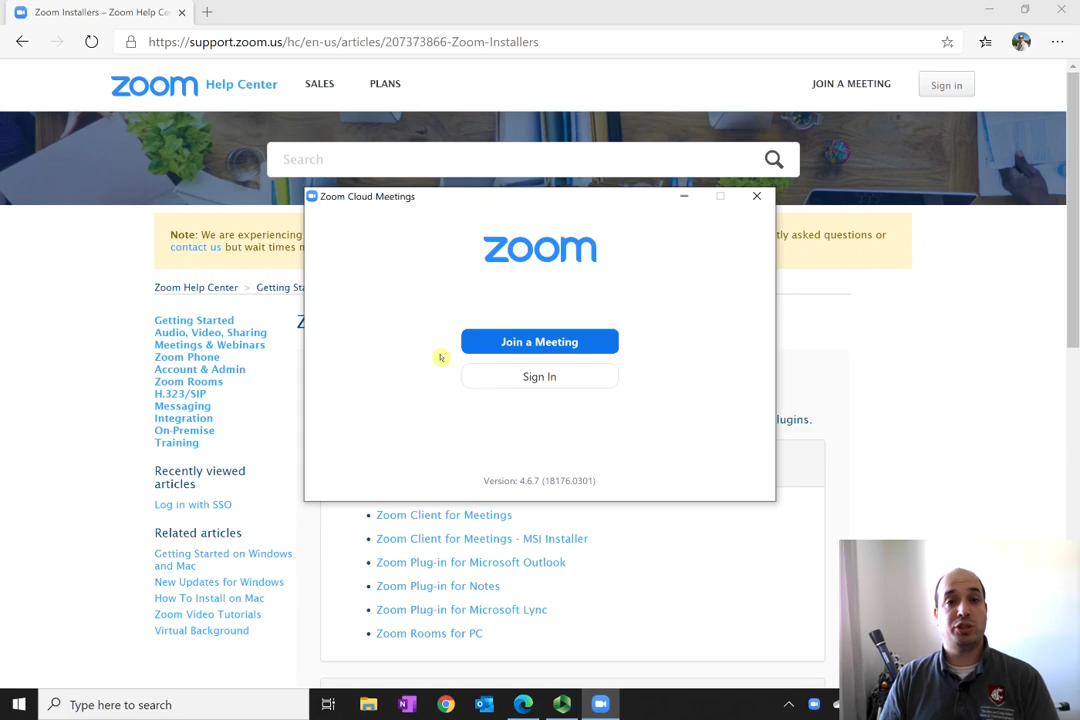 Zoom Installers – Zoom Help Ce
https://support.zoom.us/hc/en-us/articles/207373866-Zoom-Installers
zoom Help Center
SALES
PLANS
JOIN A MEETING
Sign in
Search
Zoom Cloud Meetings
Note: We are experiencing
tly asked questions or
contact us but wait times
zoom
Zoom Help Center > Getting Sta
Z
Getting Started
Audio, Video, Sharing
Meetings & Webinars
Zoom Phone
Account & Admin
Zoom Rooms
H.323/SIP
Messaging
Integration
On-Premise
Training
Join a Meeting
Sign In
lugins.
Recently viewed
articles
Log in with SSO
Version: 4.6.7 (18176.0301)
Related articles
Getting Started on Windows
and Mac
New Updates for Windows
How To Install on Mac
Zoom Video Tutorials
Virtual Background
• Zoom Client for Meetings
• Zoom Client for Meetings - MSI Installer
• Zoom Plug-in for Microsoft Outlook
• Zoom Plug-in for Notes
• Zoom Plug-in for Microsoft Lync
• Zoom Rooms for PC
Type here to search